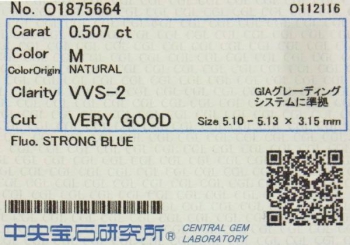 No. O1875664 O112116
Carat 0.507 ct
Color M
ColorOrigin NATURAL
Clarity VVS-2 GIAグレーディング
システムに準拠
Cut VERY GOOD Size 5.10 - 5.13 × 3.15 mm
Fluo. STRONG BLUE
中央宝石研究所® CENTRAL GEM
LABORATORY